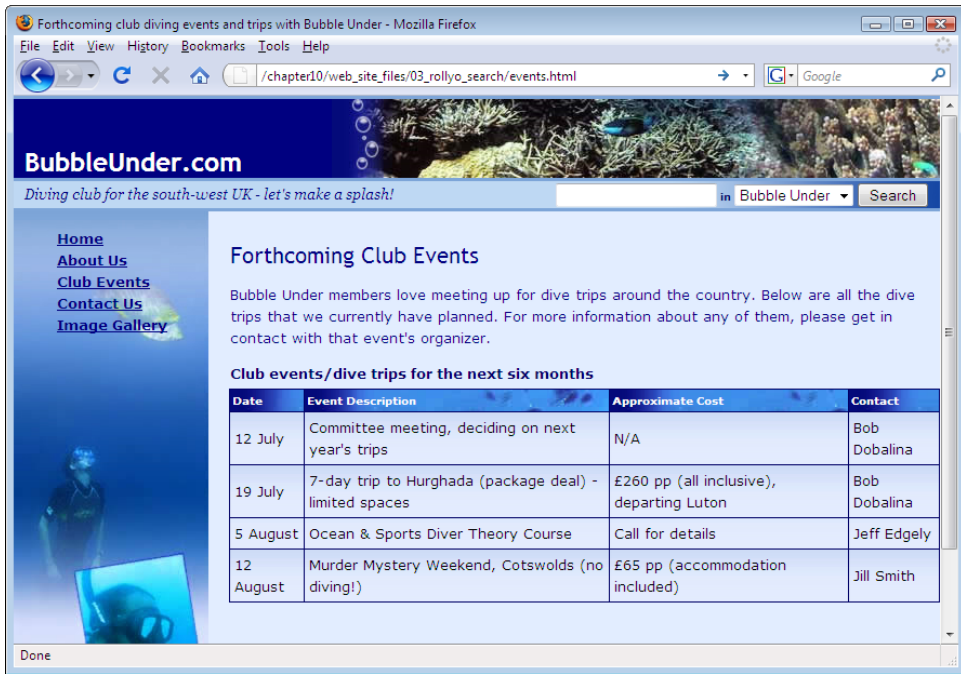 Forthcoming club diving events and trips with Bubble Under - Mozilla Firefox
File Edit View History Bookmarks Tools Help
/chapter10/web_site_files/03_rollyo_search/events.html
G Google
BubbleUnder.com
Diving club for the south-west UK - let's make a splash!
in Bubble Under Search
Home
About Us
Club Events
Contact Us
Image Gallery
Forthcoming Club Events
Bubble Under members love meeting up for dive trips around the country. Below are all the dive
trips that we currently have planned. For more information about any of them, please get in
contact with that event's organizer.
Club events/dive trips for the next six months
Date Event Description Approximate Cost Contact
12 July Committee meeting, deciding on next
year's trips N/A Bob
Dobalina
19 July 7-day trip to Hurghada (package deal) -
limited spaces £260 pp (all inclusive),
departing Luton Bob
Dobalina
5 August Ocean & Sports Diver Theory Course Call for details Jeff Edgely
12
August Murder Mystery Weekend, Cotswolds (no
diving!) £65 pp (accommodation
included) Jill Smith
Done